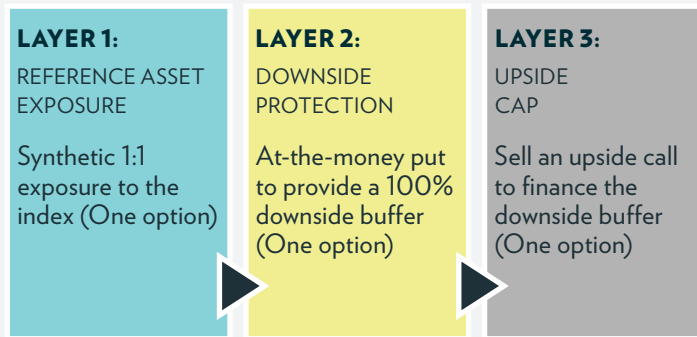 LAYER 1:
REFERENCE ASSET
EXPOSURE
Synthetic 1:1
exposure to the
index (One option)
LAYER 2:
DOWNSIDE
PROTECTION
At-the-money put
to provide a 100%
downside buffer
(One option)
LAYER 3:
UPSIDE
CAP
Sell an upside call
to finance the
downside buffer
(One option)